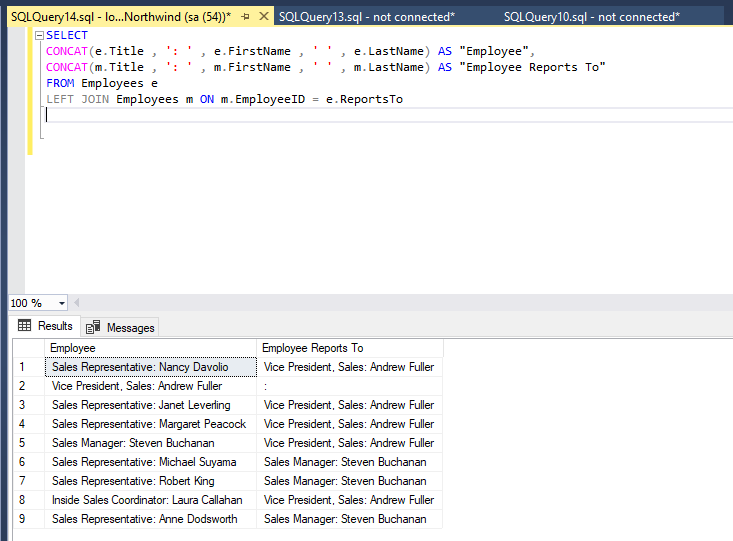 SQLQuery14.sql - lo...Northwind (sa (54))* SQLQuery13.sql - not connected* SQLQuery10.sql - not connected*
SELECT
CONCAT(e.Title , ': ' , e.FirstName , ' ' , e.LastName) AS "Employee",
CONCAT(m.Title , ': ' , m.FirstName , ' ' , m.LastName) AS "Employee Reports To"
FROM Employees e
LEFT JOIN Employees m ON m.EmployeeID = e.ReportsTo
100 %
Results Messages
Employee Employee Reports To
1 Sales Representative: Nancy Davolio Vice President, Sales: Andrew Fuller
2 Vice President, Sales: Andrew Fuller :
3 Sales Representative: Janet Leverling Vice President, Sales: Andrew Fuller
4 Sales Representative: Margaret Peacock Vice President, Sales: Andrew Fuller
5 Sales Manager: Steven Buchanan Vice President, Sales: Andrew Fuller
6 Sales Representative: Michael Suyama Sales Manager: Steven Buchanan
7 Sales Representative: Robert King Sales Manager: Steven Buchanan
8 Inside Sales Coordinator: Laura Callahan Vice President, Sales: Andrew Fuller
9 Sales Representative: Anne Dodsworth Sales Manager: Steven Buchanan